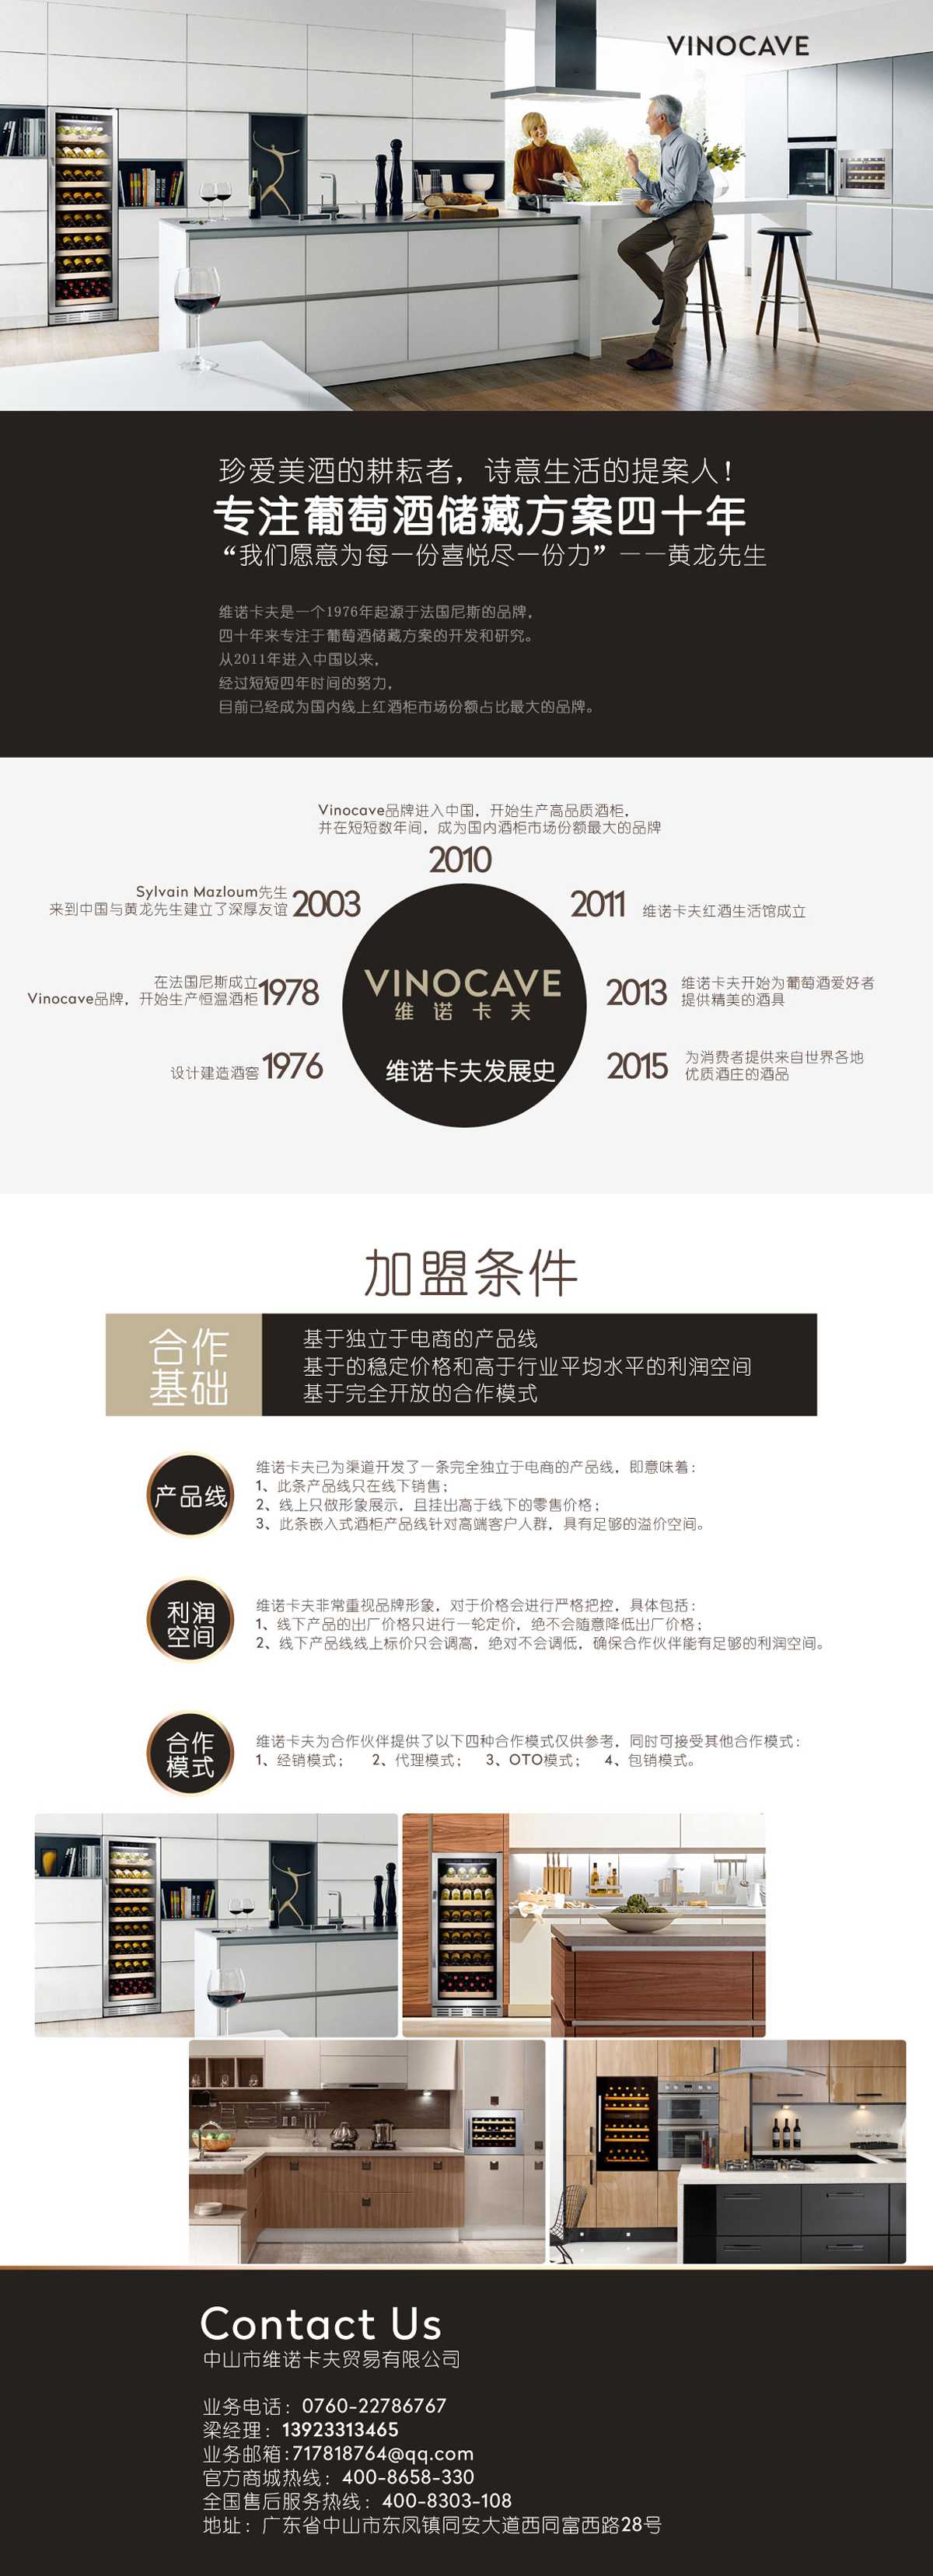 VINOCAVE
珍爱美酒的耕耘者，诗意生活的提案人！
专注葡萄酒储藏方案四十年
“我们愿意为每一份喜悦尽一份力”——黄龙先生
维诺卡夫是一个1976年起源于法国尼斯的品牌，
四十年来专注于葡萄酒储藏方案的开发和研究。
从2011年进入中国以来，
经过短短四年时间的努力，
目前已经成为国内线上红酒柜市场份额占比最大的品牌。
Vinocave品牌进入中国，开始生产高品质酒柜，
并在短短数年间，成为国内酒柜市场份额最大的品牌
2010
Sylvain Mazloum先生
来到中国与黄龙先生建立了深厚友谊
2003
2011
维诺卡夫红酒生活馆成立
在法国尼斯成立
Vinocave品牌，开始生产恒温酒柜
1978
2013
维诺卡夫开始为葡萄酒爱好者
提供精美的酒具
设计建造酒窖
1976
2015
为消费者提供来自世界各地
优质酒庄的酒品
VINOCAVE
维诺卡夫
维诺卡夫发展史
加盟条件
合作
基础
基于独立于电商的产品线
基于的稳定价格和高于行业平均水平的利润空间
基于完全开放的合作模式
产品线
维诺卡夫已为渠道开发了一条完全独立于电商的产品线，即意味着：
1、此条产品线只在线下销售；
2、线上只做形象展示，且挂出高于线下的零售价格；
3、此条嵌入式酒柜产品线针对高端客户人群，具有足够的溢价空间。
利润
空间
维诺卡夫非常重视品牌形象，对于价格会进行严格把控，具体包括：
1、线下产品的出厂价格只进行一轮定价，绝不会随意降低出厂价格；
2、线下产品线线上标价只会调高，绝对不会调低，确保合作伙伴能有足够的利润空间。
合作
模式
维诺卡夫为合作伙伴提供了以下四种合作模式仅供参考，同时可接受其他合作模式：
1、经销模式； 2、代理模式； 3、OTO模式； 4、包销模式。
Contact Us
中山市维诺卡夫贸易有限公司
业务电话：0760-22786767
梁经理：13923313465
业务邮箱:717818764@qq.com
官方商城热线：400-8658-330
全国售后服务热线：400-8303-108
地址：广东省中山市东凤镇同安大道西同富西路28号